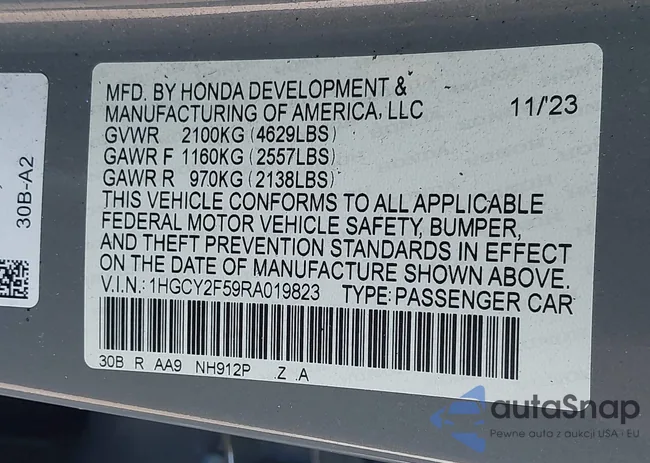 MFD. BY HONDA DEVELOPMENT &
MANUFACTURING OF AMERICA, LLC 11/'23
GVWR 2100KG (4629LBS)
GAWR F 1160KG (2557LBS)
GAWR R 970KG (2138LBS)
THIS VEHICLE CONFORMS TO ALL APPLICABLE
FEDERAL MOTOR VEHICLE SAFETY, BUMPER,
AND THEFT PREVENTION STANDARDS IN EFFECT
ON THE DATE OF MANUFACTURE SHOWN ABOVE.
V.I.N.: 1HGCY2F59RA019823 TYPE: PASSENGER CAR
30B R AA9 NH912P Z A
30B-A2
autaSnap
Pewne auta z aukcji USA i EU